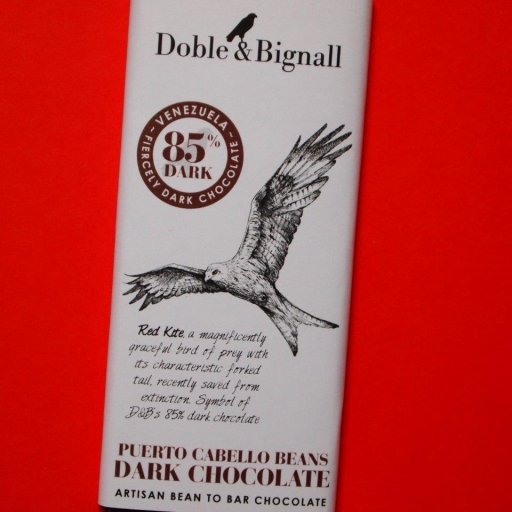 Doble & Bignall
~ VENEZUELA ~
85%
DARK
FIERCELY DARK CHOCOLATE
Red Kite, a magnificently
graceful bird of prey with
its characteristic forked
tail, recently saved from
extinction. Symbol of
D&B's 85% dark chocolate
PUERTO CABELLO BEANS
DARK CHOCOLATE
ARTISAN BEAN TO BAR CHOCOLATE